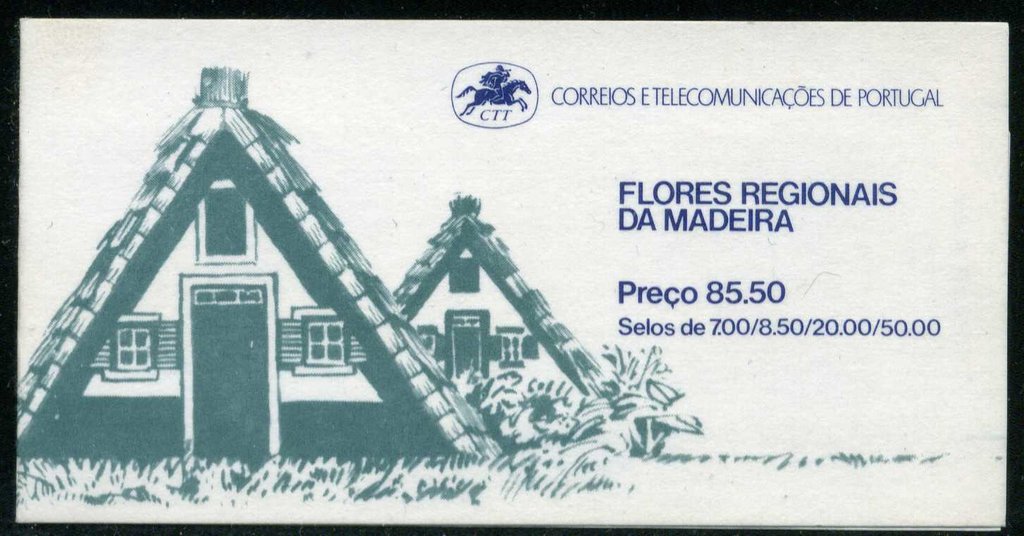 CTT
CORREIOS E TELECOMUNICAÇÕES DE PORTUGAL
FLORES REGIONAIS
DA MADEIRA
Preço 85.50
Selos de 7.00/8.50/20.00/50.00